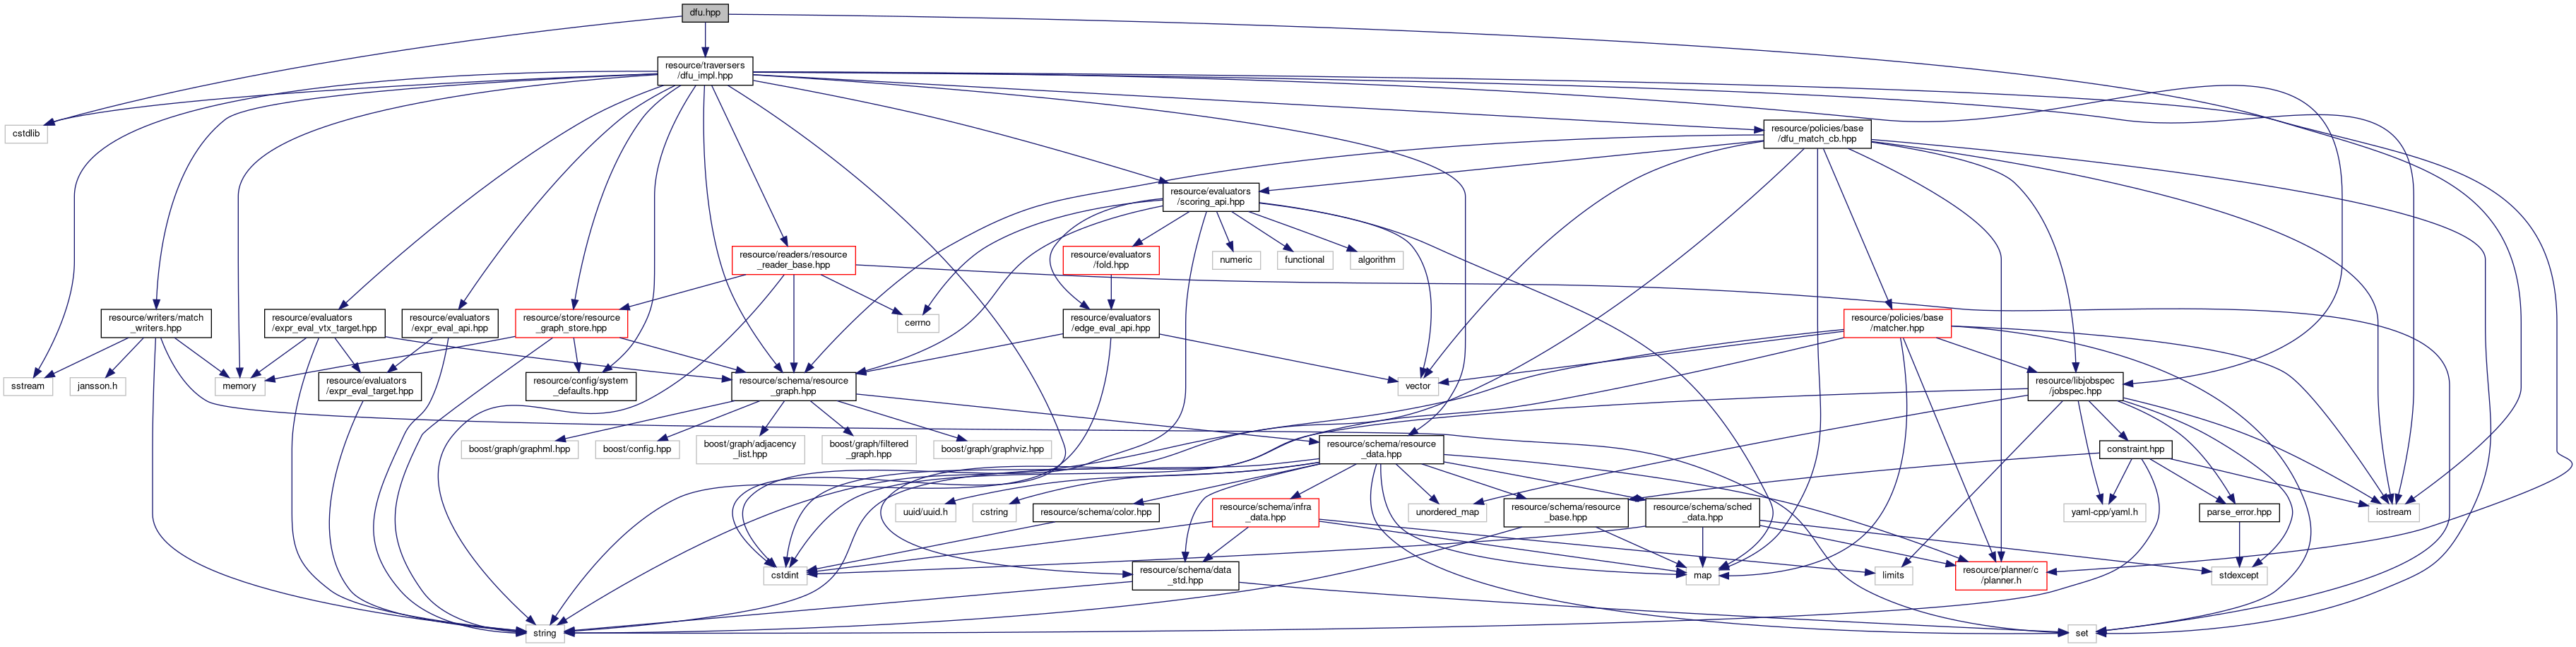 dfu.hpp
resource/traversers
/dfu_impl.hpp
cstdlib
resource/policies/base
/dfu_match_cb.hpp
resource/evaluators
/scoring_api.hpp
resource/readers/resource
_reader_base.hpp
resource/evaluators
/fold.hpp
numeric
functional
algorithm
resource/writers/match
_writers.hpp
resource/evaluators
/expr_eval_vtx_target.hpp
resource/evaluators
/expr_eval_api.hpp
resource/store/resource
_graph_store.hpp
cerrno
resource/evaluators
/edge_eval_api.hpp
resource/policies/base
/matcher.hpp
sstream
jansson.h
memory
resource/evaluators
/expr_eval_target.hpp
resource/config/system
_defaults.hpp
resource/schema/resource
_graph.hpp
vector
resource/libjobspec
/jobspec.hpp
boost/graph/graphml.hpp
boost/config.hpp
boost/graph/adjacency
_list.hpp
boost/graph/filtered
_graph.hpp
boost/graph/graphviz.hpp
resource/schema/resource
_data.hpp
constraint.hpp
uuid/uuid.h
cstring
resource/schema/color.hpp
resource/schema/infra
_data.hpp
unordered_map
resource/schema/resource
_base.hpp
resource/schema/sched
_data.hpp
yaml-cpp/yaml.h
parse_error.hpp
iostream
cstdint
resource/schema/data
_std.hpp
map
limits
resource/planner/c
/planner.h
stdexcept
string
set